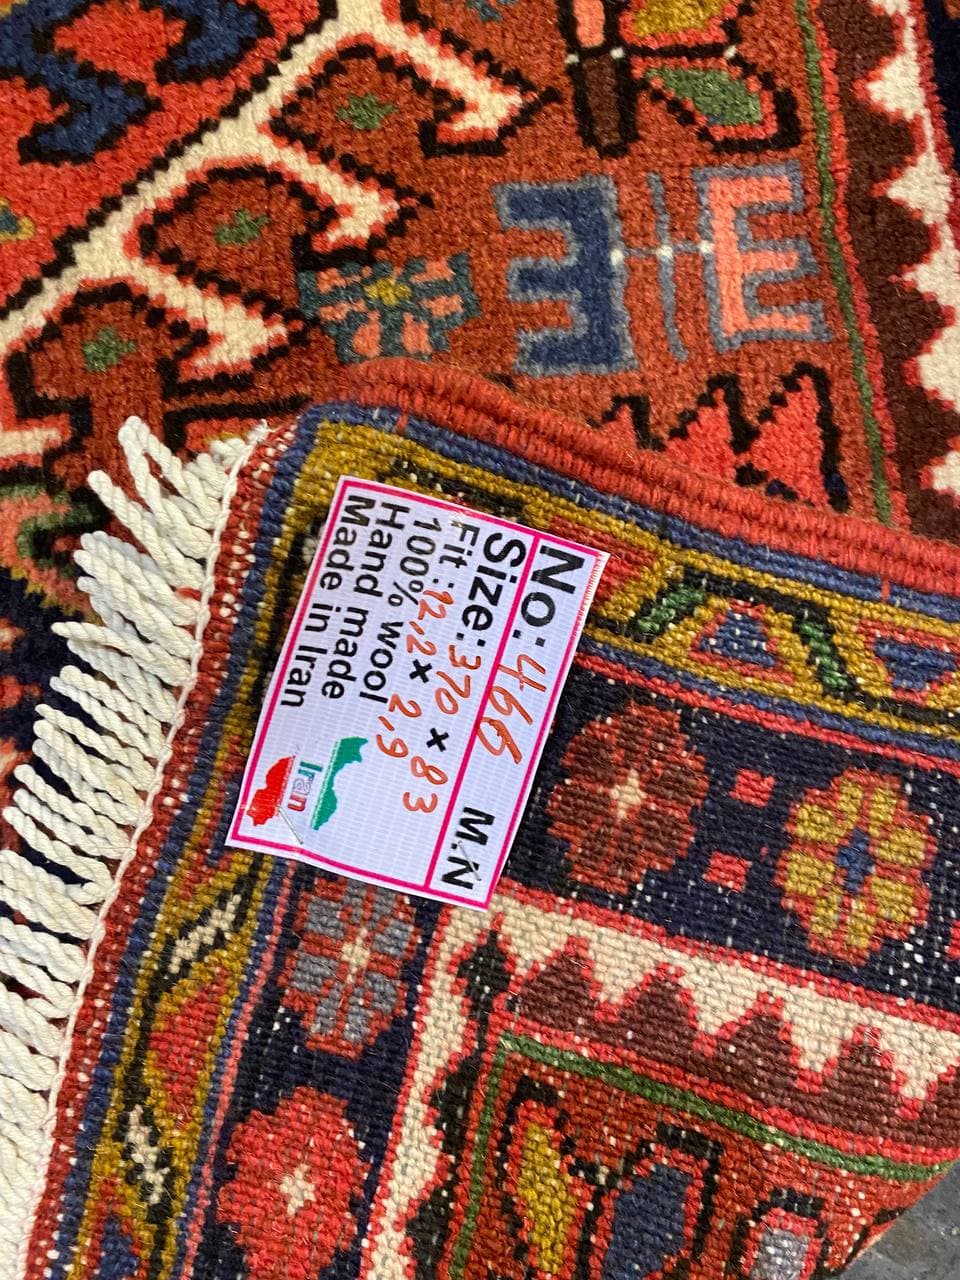 No: 466 M.N
Size: 370 × 83
Fit: 12,2 × 2,9
100% wool
Hand made
Made in Iran
Iran